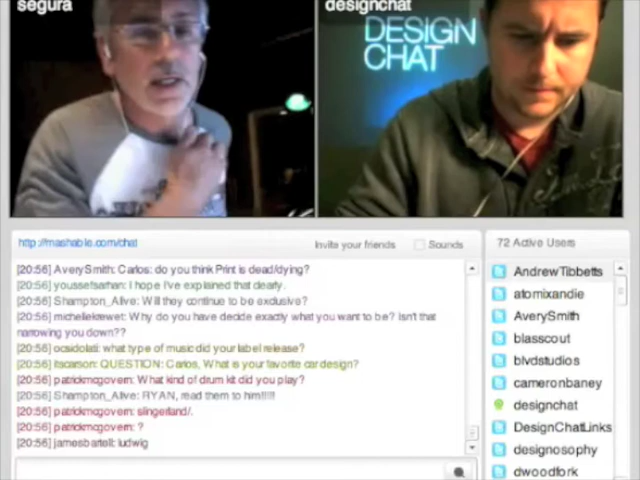 segura
designchat
DESIGN
CHAT
http://mashable.com/chat
Invite your friends
Sounds
72 Active Users
[20:56] AverySmith: Carlos: do you think Print is dead/dying?
[20:56] youssefsarhan: I hope I've explained that clearly.
[20:56] Shampton_Alive: Will they continue to be exclusive?
[20:56] michellekrewet: Why do you have decide exactly what you want to be? Isn't that
narrowing you down??
[20:56] ocsidolati: what type of music did your label release?
[20:56] itscarson: QUESTION: Carlos, What is your favorite car design?
[20:56] patrickmcgovern: What kind of drum kit did you play?
[20:56] Shampton_Alive: RYAN, read them to him!!!!!
[20:56] patrickmcgovern: slingerland/.
[20:56] patrickmcgovern: ?
[20:56] jamesbartell: ludwig
AndrewTibbetts
atomixandie
AverySmith
blasscout
blvdstudios
cameronbaney
designchat
DesignChatLinks
designosophy
dwoodfork